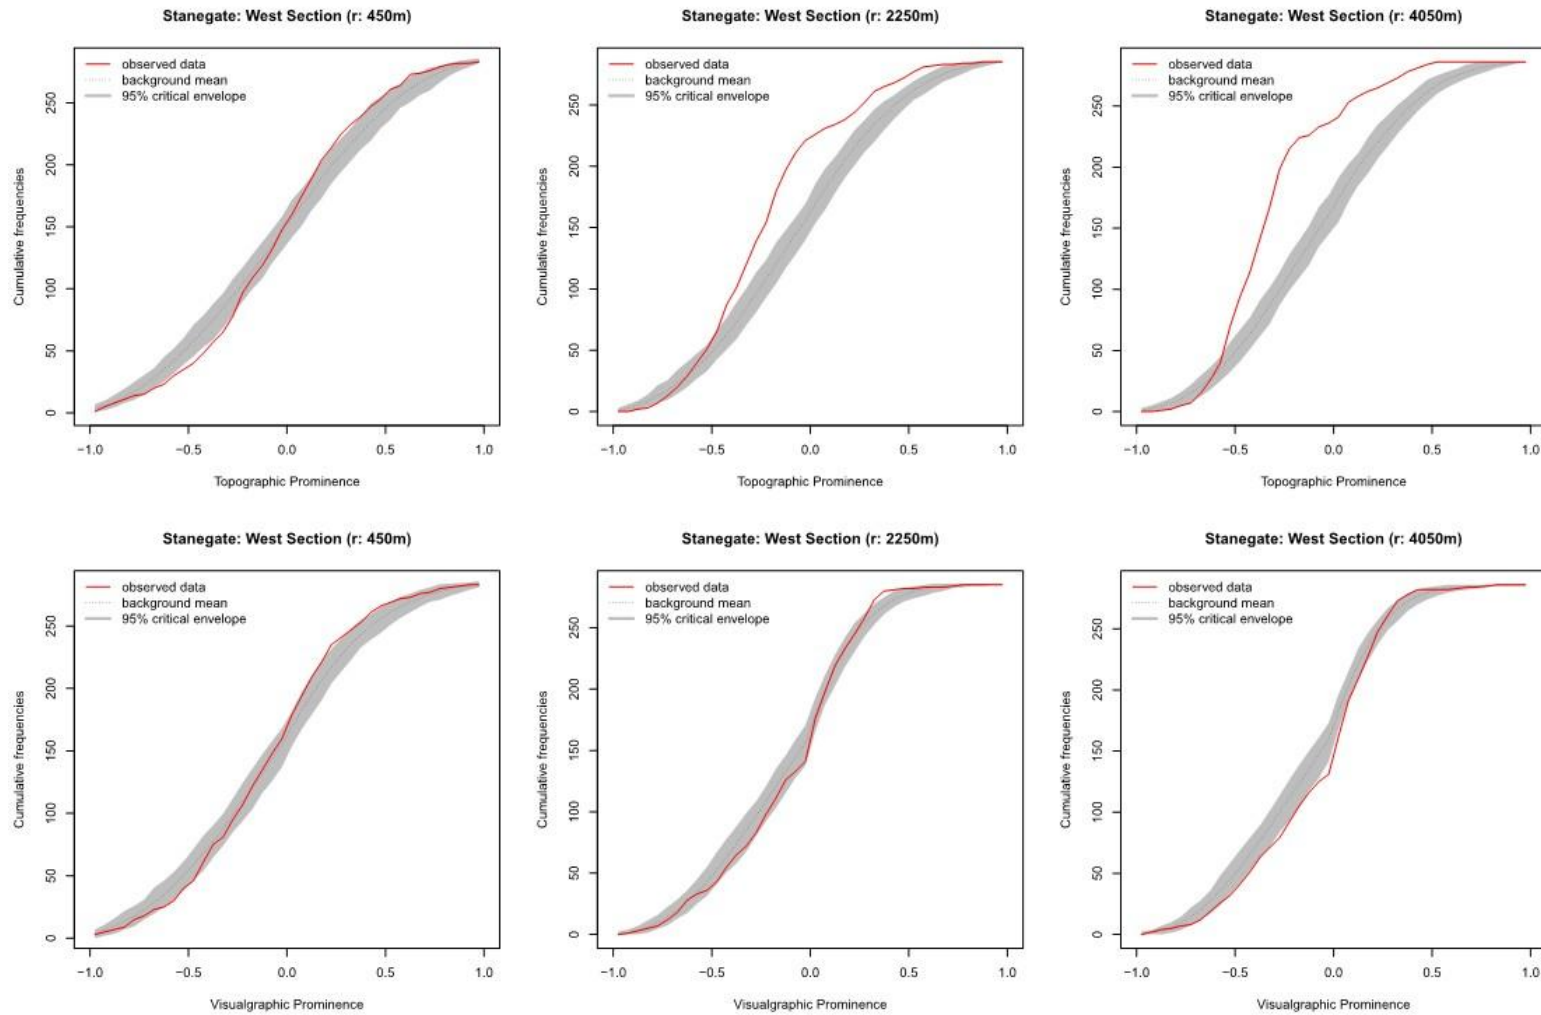 Stanegate: West Section (r: 450m)
observed data
background mean
95% critical envelope
Cumulative frequencies
250
200
150
100
50
0
−1.0 −0.5 0.0 0.5 1.0
Topographic Prominence
Stanegate: West Section (r: 2250m)
observed data
background mean
95% critical envelope
Cumulative frequencies
250
200
150
100
50
0
−1.0 −0.5 0.0 0.5 1.0
Topographic Prominence
Stanegate: West Section (r: 4050m)
observed data
background mean
95% critical envelope
Cumulative frequencies
250
200
150
100
50
0
−1.0 −0.5 0.0 0.5 1.0
Topographic Prominence
Stanegate: West Section (r: 450m)
observed data
background mean
95% critical envelope
Cumulative frequencies
250
200
150
100
50
0
−1.0 −0.5 0.0 0.5 1.0
Visualgraphic Prominence
Stanegate: West Section (r: 2250m)
observed data
background mean
95% critical envelope
Cumulative frequencies
250
200
150
100
50
0
−1.0 −0.5 0.0 0.5 1.0
Visualgraphic Prominence
Stanegate: West Section (r: 4050m)
observed data
background mean
95% critical envelope
Cumulative frequencies
250
200
150
100
50
0
−1.0 −0.5 0.0 0.5 1.0
Visualgraphic Prominence